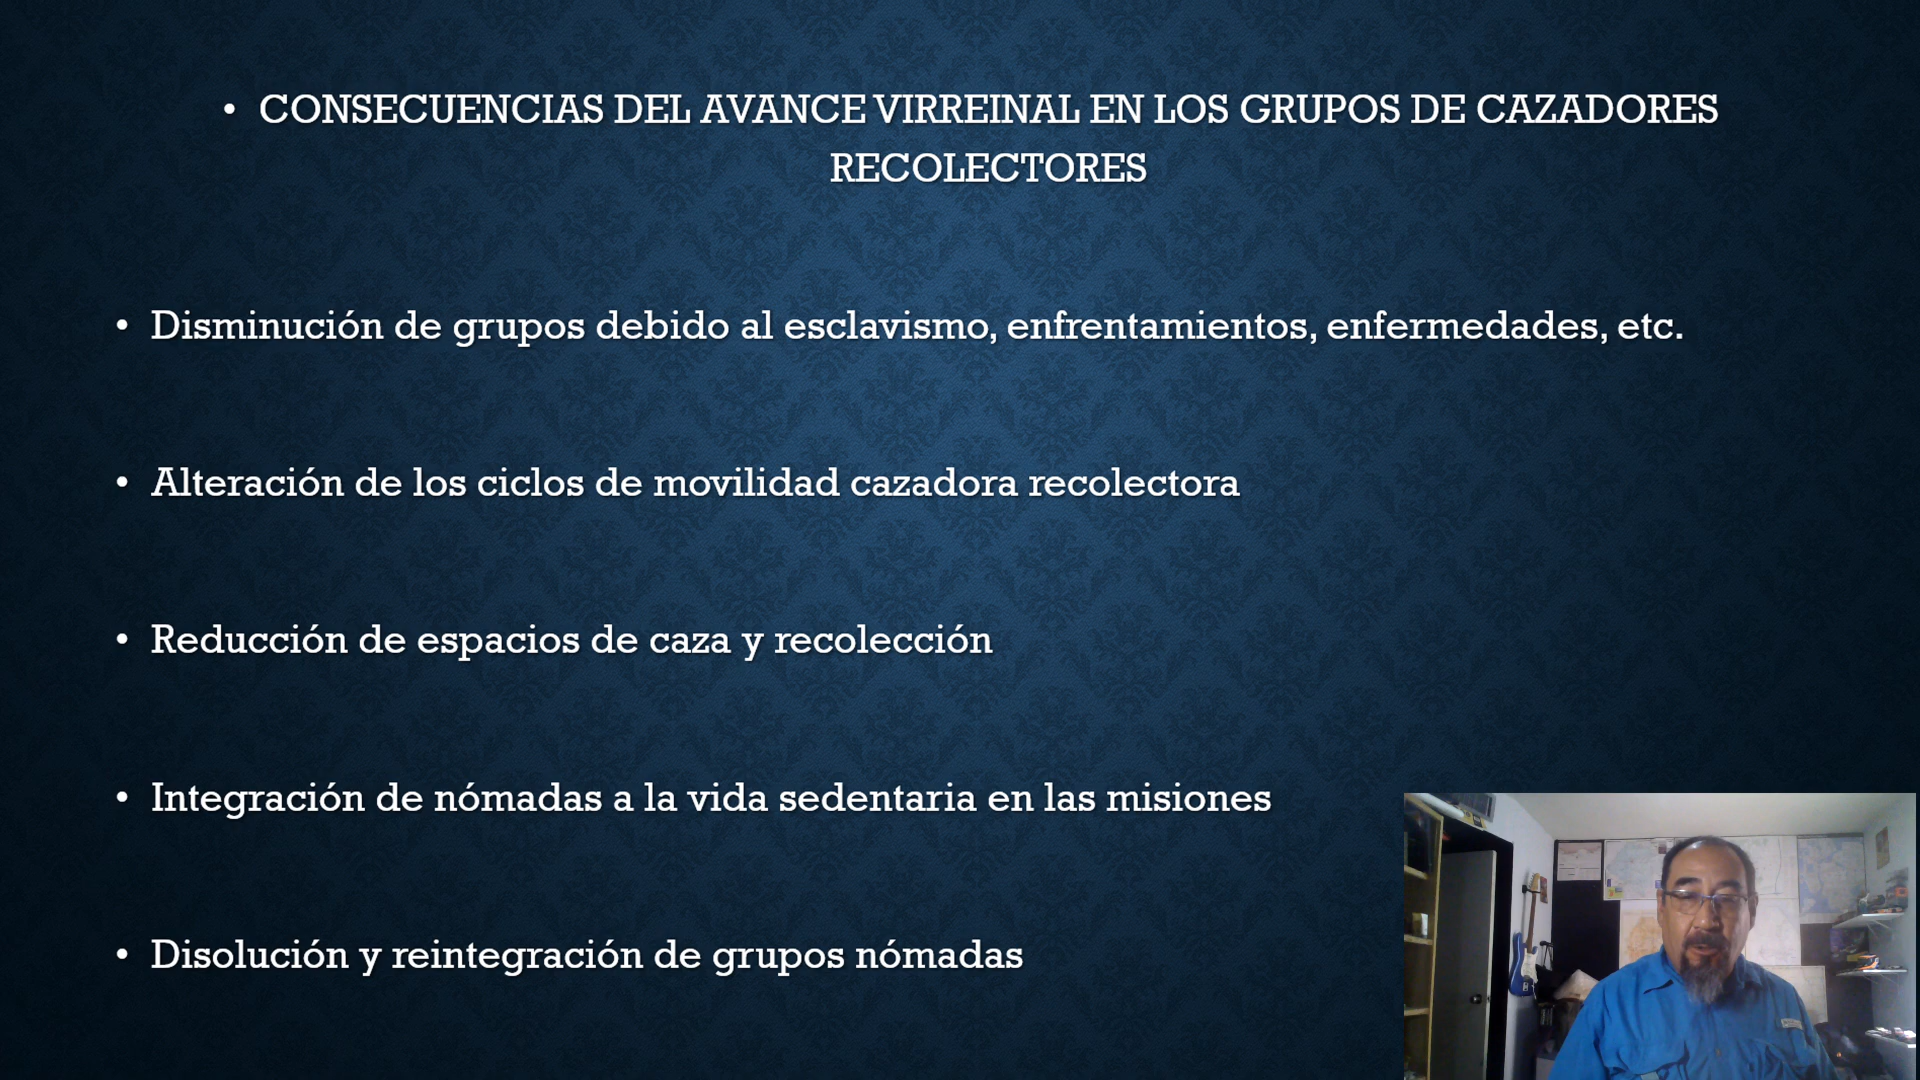 • CONSECUENCIAS DEL AVANCE VIRREINAL EN LOS GRUPOS DE CAZADORES
RECOLECTORES
• Disminución de grupos debido al esclavismo, enfrentamientos, enfermedades, etc.
• Alteración de los ciclos de movilidad cazadora recolectora
• Reducción de espacios de caza y recolección
• Integración de nómadas a la vida sedentaria en las misiones
• Disolución y reintegración de grupos nómadas